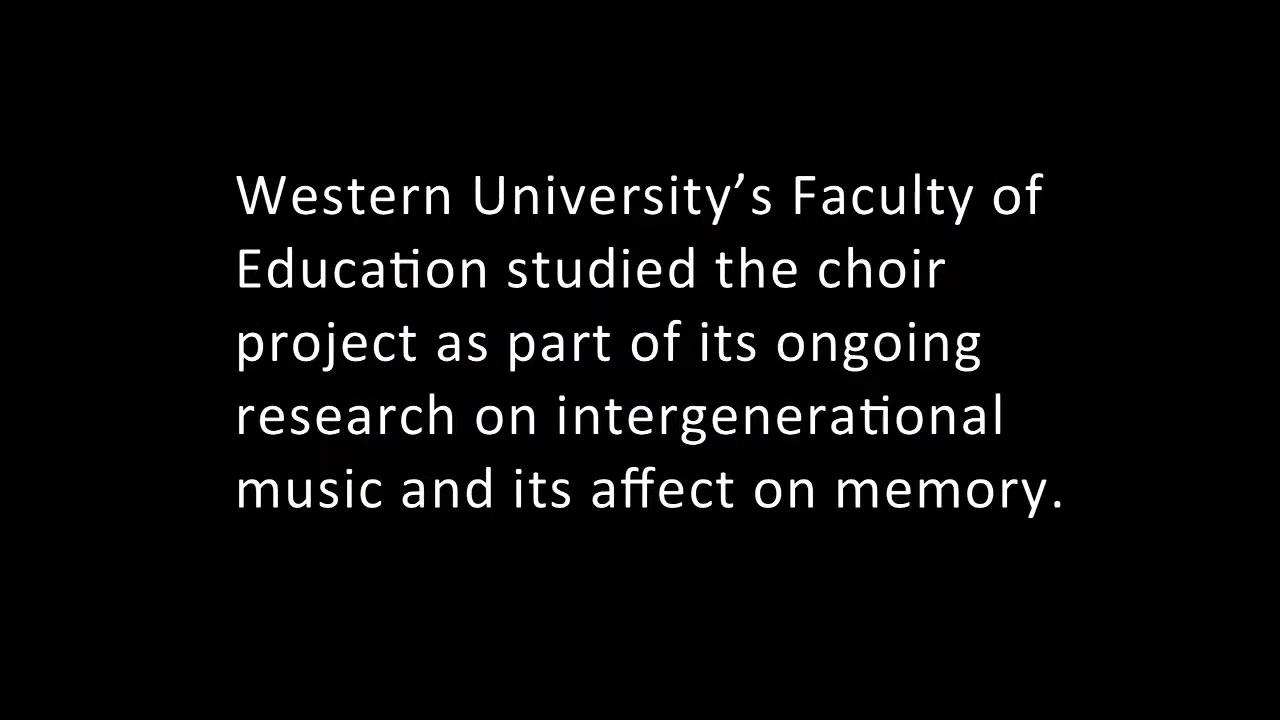 Western University’s Faculty of
Education studied the choir
project as part of its ongoing
research on intergenerational
music and its affect on memory.